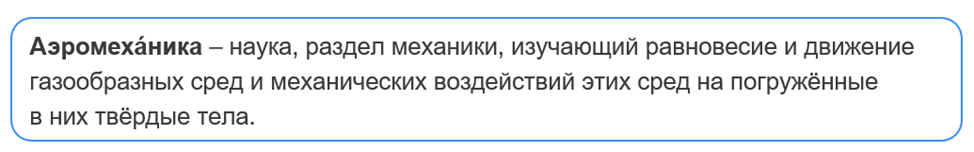 Аэромеха́ника – наука, раздел механики, изучающий равновесие и движение
газообразных сред и механических воздействий этих сред на погружённые
в них твёрдые тела.